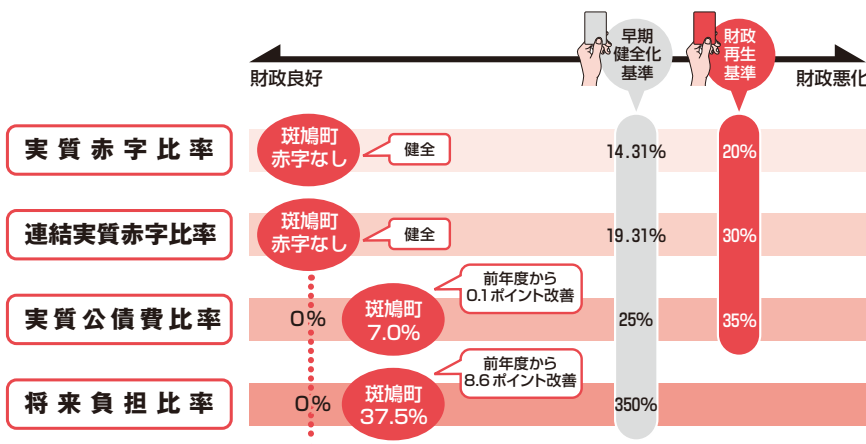 早期
健全化
基準
財政
再生
基準
財政良好
財政悪化
実質赤字比率
斑鳩町
赤字なし
健全
14.31%
20%
連結実質赤字比率
斑鳩町
赤字なし
健全
19.31%
30%
前年度から
0.1ポイント改善
実質公債費比率
0%
斑鳩町
7.0%
25%
35%
前年度から
8.6ポイント改善
将来負担比率
0%
斑鳩町
37.5%
350%